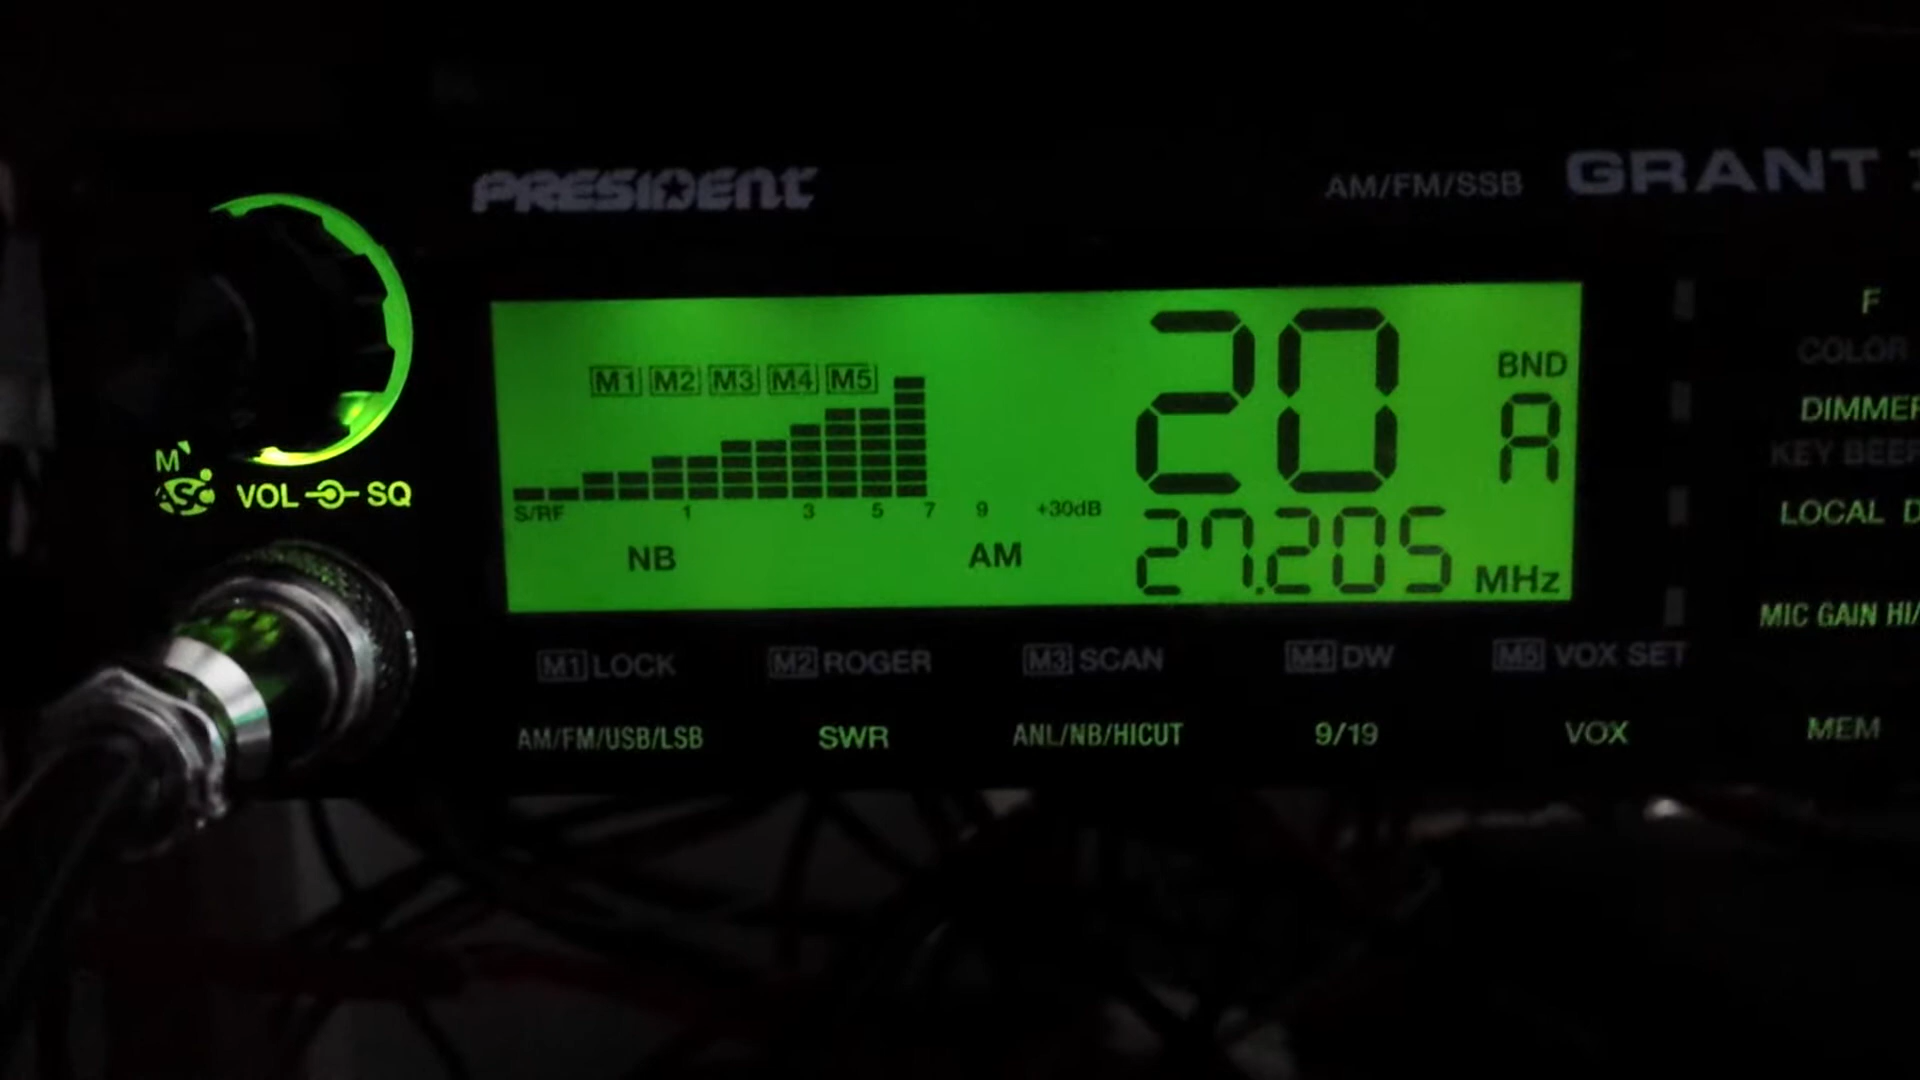 PRESIDENT AM/FM/SSB GRANT
M1 M2 M3 M4 M5
20
BND
A
S/RF 1 3 5 7 9 +30dB
NB AM
27.205 MHz
M1 LOCK M2 ROGER M3 SCAN M4 DW M5 VOX SET
AM/FM/USB/LSB SWR ANL/NB/HICUT 9/19 VOX MEM
M
ASC VOL SQ
F
COLOR
DIMMER
KEY BEEP
LOCAL D
MIC GAIN HI/